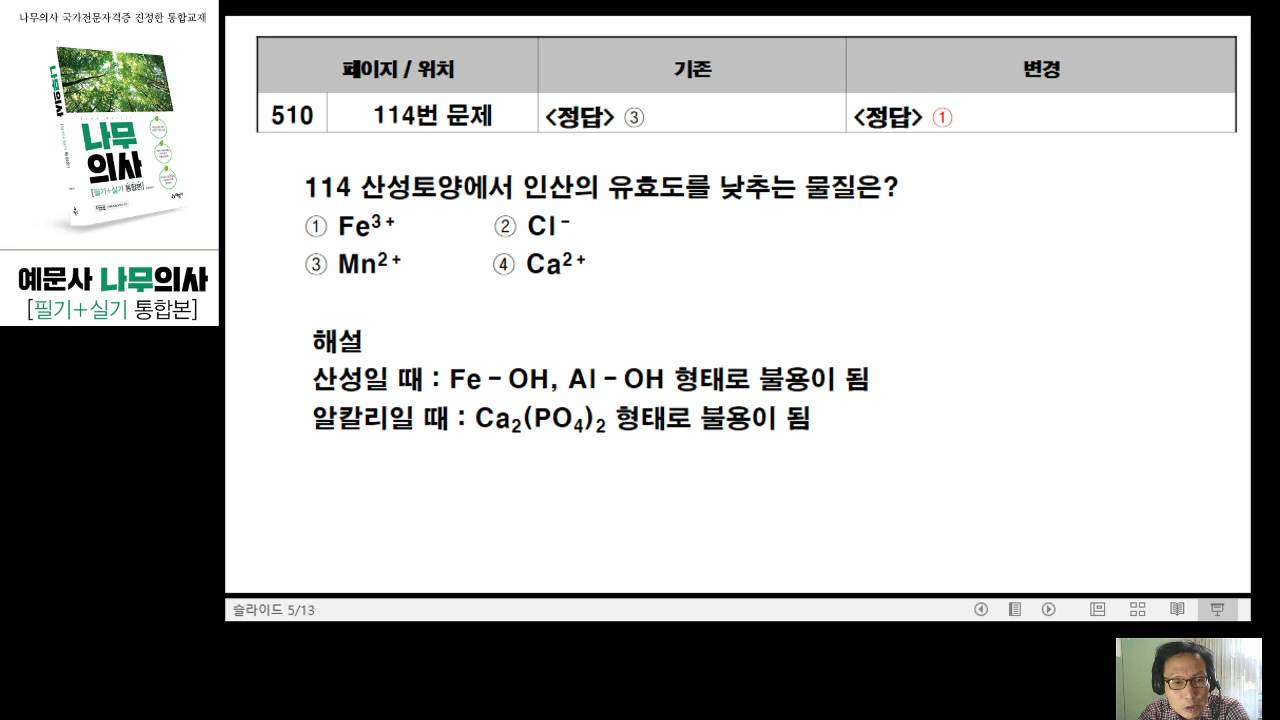 나무의사 국가전문자격증 진정한 통합교재
나무의사
나무
의사
[필기+실기 통합본]
예문사 나무의사
[필기+실기 통합본]
페이지 / 위치 기존 변경
510 114번 문제 <정답> ③ <정답> ①
114 산성토양에서 인산의 유효도를 낮추는 물질은?
① Fe³⁺ ② Cl⁻
③ Mn²⁺ ④ Ca²⁺
해설
산성일 때 : Fe-OH, Al-OH 형태로 불용이 됨
알칼리일 때 : Ca₂(PO₄)₂ 형태로 불용이 됨
슬라이드 5/13